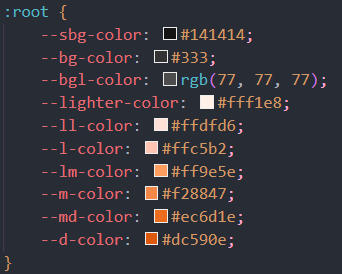 :root {
--sbg-color: #141414;
--bg-color: #333;
--bgl-color: rgb(77, 77, 77);
--lighter-color: #fff1e8;
--ll-color: #ffdfd6;
--l-color: #ffc5b2;
--lm-color: #ff9e5e;
--m-color: #f28847;
--md-color: #ec6d1e;
--d-color: #dc590e;
}